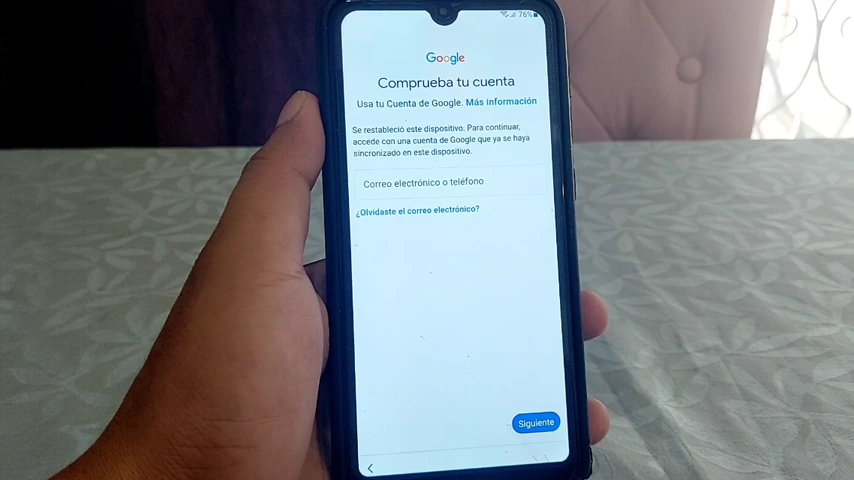 76%
Google
Comprueba tu cuenta
Usa tu Cuenta de Google. Más información
Se restableció este dispositivo. Para continuar,
accede con una cuenta de Google que ya se haya
sincronizado en este dispositivo.
Correo electrónico o teléfono
¿Olvidaste el correo electrónico?
Siguiente